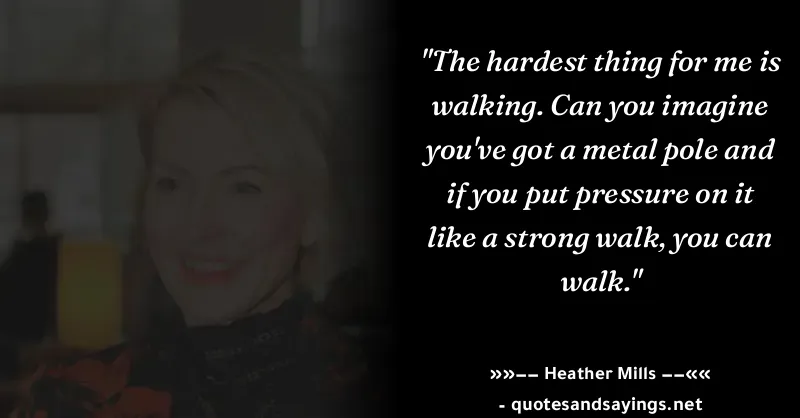 "The hardest thing for me is
walking. Can you imagine
you've got a metal pole and
if you put pressure on it
like a strong walk, you can
walk."
»»−− Heather Mills −−««
- quotesandsayings.net